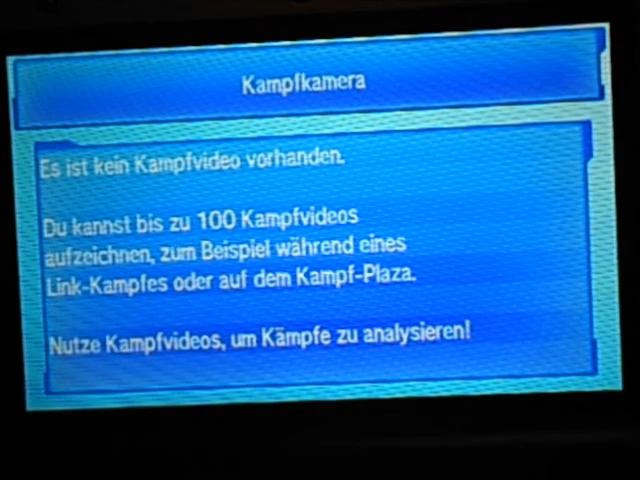 Kampfkamera
Es ist kein Kampfvideo vorhanden.
Du kannst bis zu 100 Kampfvideos
aufzeichnen, zum Beispiel während eines
Link-Kampfes oder auf dem Kampf-Plaza.
Nutze Kampfvideos, um Kämpfe zu analysieren!